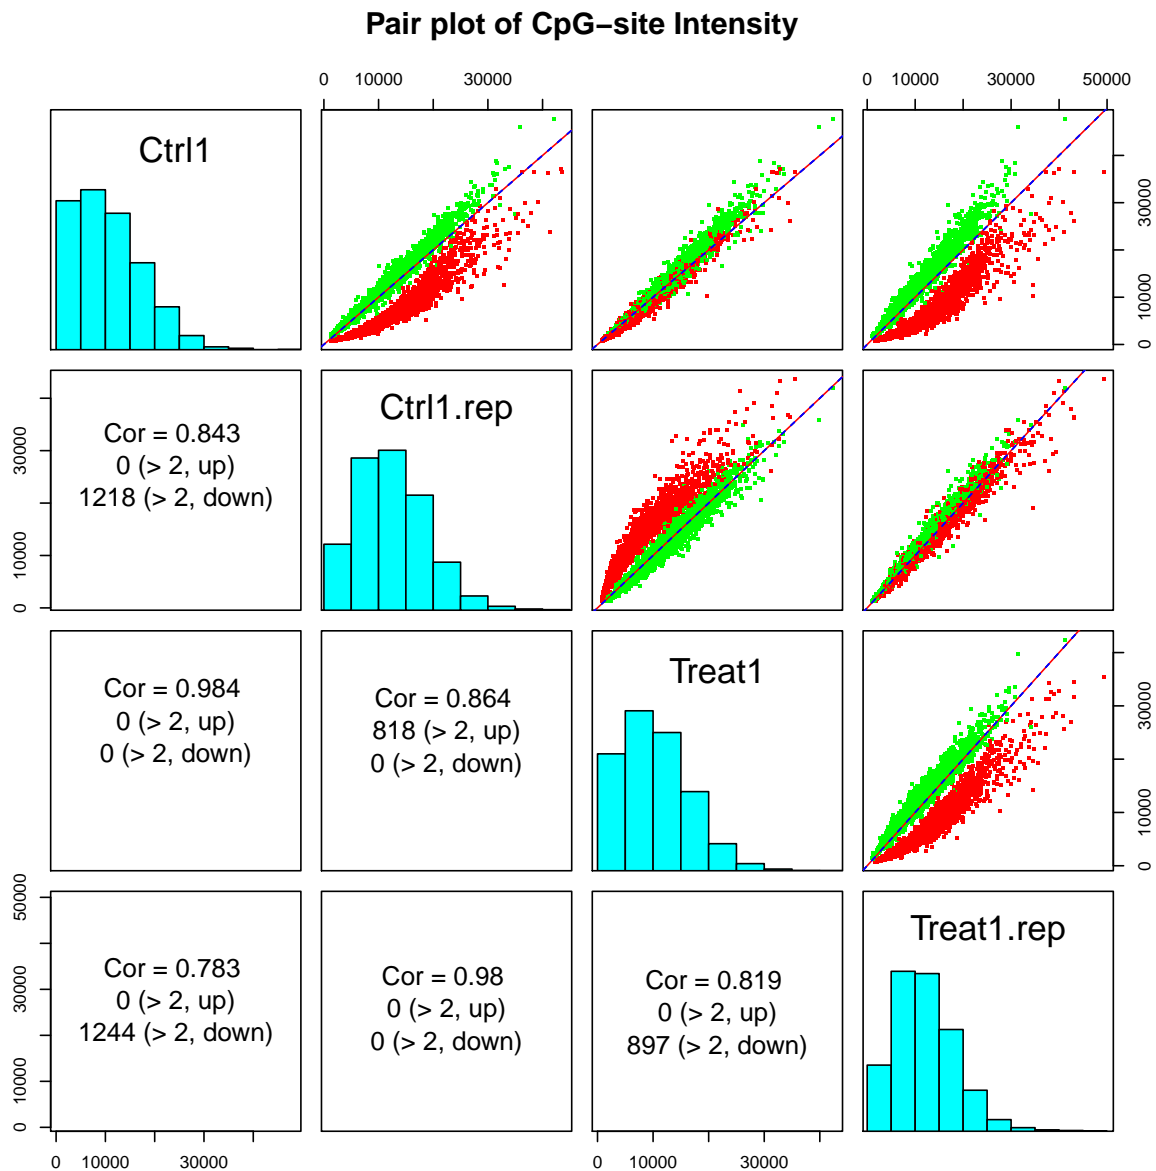 Pair plot of CpG−site Intensity
0 10000 30000
0 10000 30000 50000
Ctrl1
0 10000 30000
Cor = 0.843
0 (> 2, up)
1218 (> 2, down)
Ctrl1.rep
0 10000 30000
Cor = 0.984
0 (> 2, up)
0 (> 2, down)
Cor = 0.864
818 (> 2, up)
0 (> 2, down)
Treat1
0 10000 30000
0 10000 30000 50000
Cor = 0.783
0 (> 2, up)
1244 (> 2, down)
Cor = 0.98
0 (> 2, up)
0 (> 2, down)
Cor = 0.819
0 (> 2, up)
897 (> 2, down)
Treat1.rep
0 10000 30000
0 10000 30000